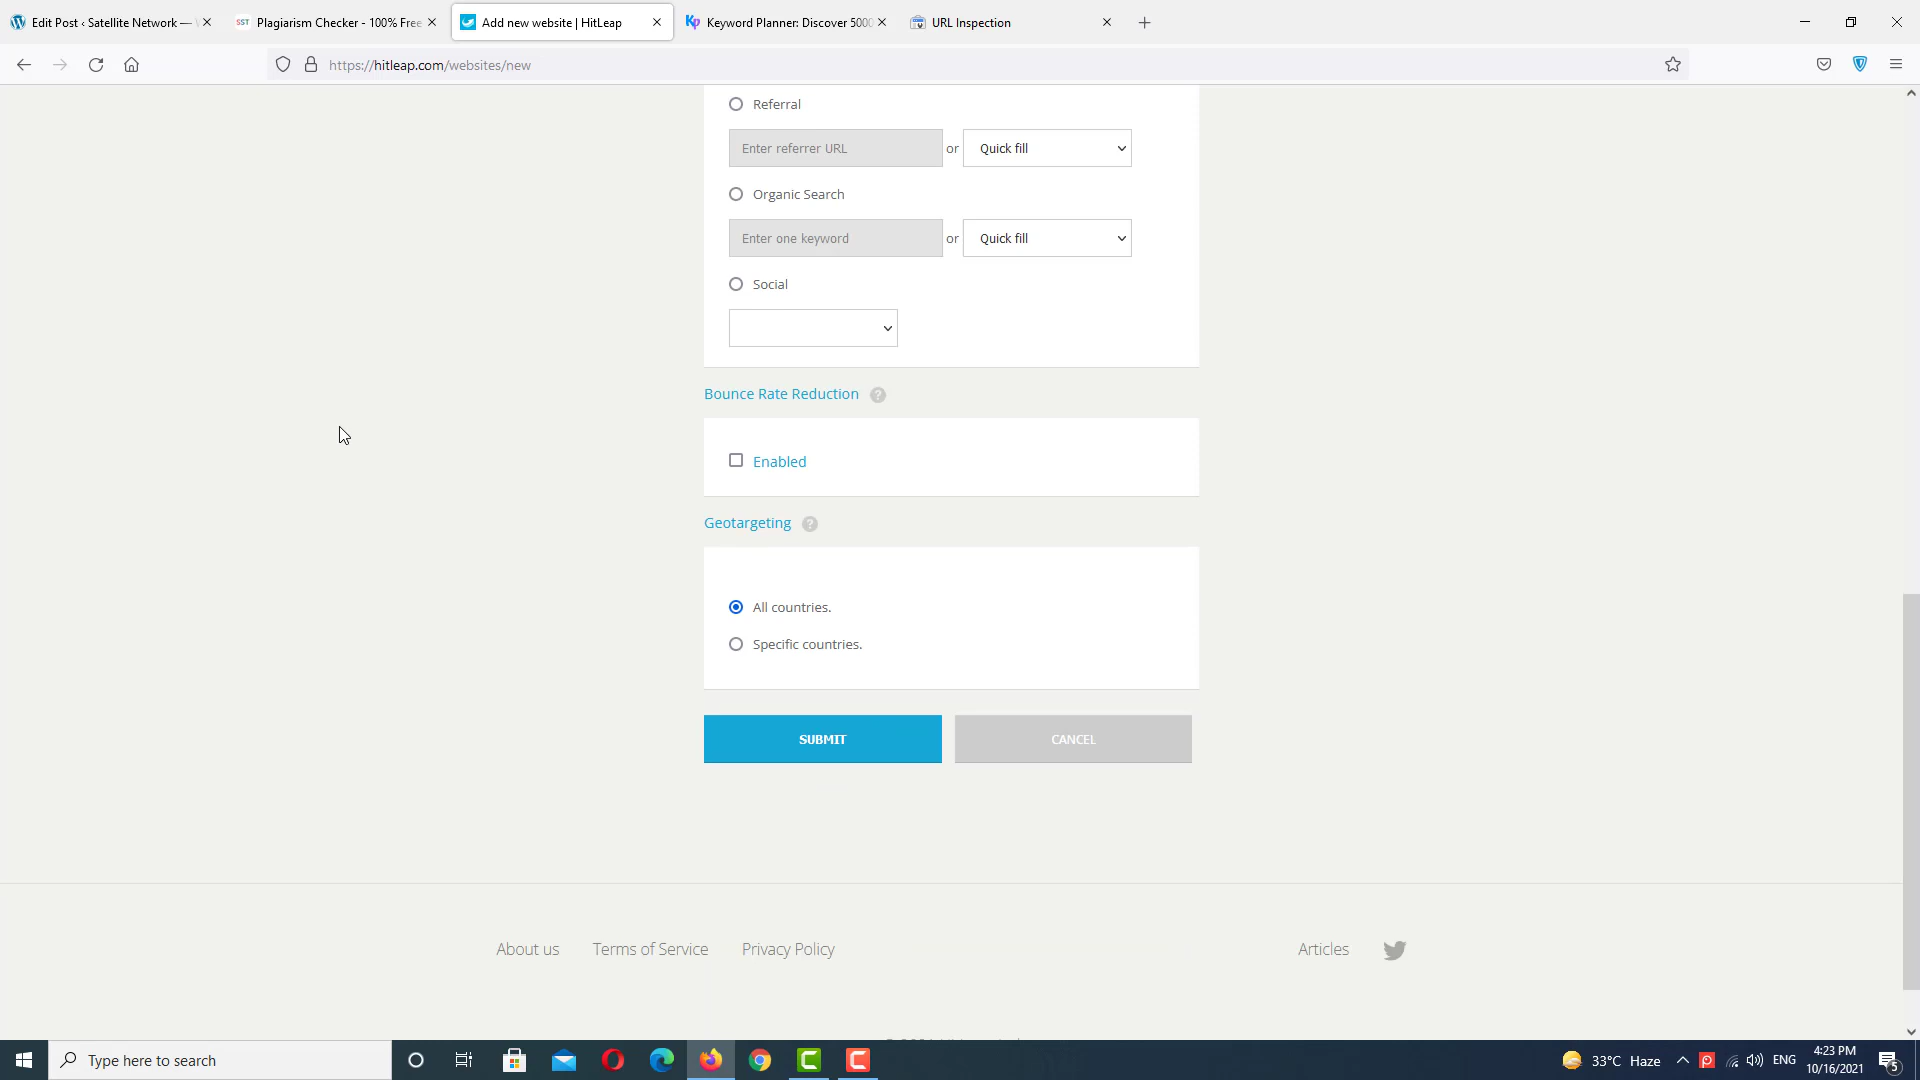 Edit Post ‹ Satellite Network —
SST Plagiarism Checker - 100% Free
Add new website | HitLeap
Kp Keyword Planner: Discover 5000
URL Inspection
https://hitleap.com/websites/new
Referral
Enter referrer URL or Quick fill
Organic Search
Enter one keyword or Quick fill
Social
Bounce Rate Reduction ?
Enabled
Geotargeting ?
All countries.
Specific countries.
SUBMIT CANCEL
About us Terms of Service Privacy Policy Articles
Type here to search
33°C Haze
ENG
4:23 PM
10/16/2021
5